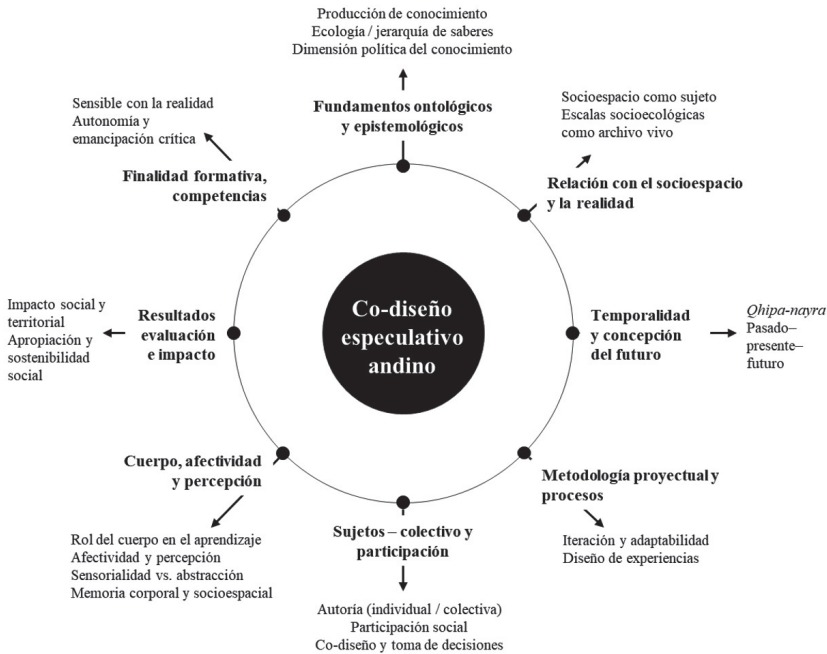 Producción de conocimiento
Ecología / jerarquía de saberes
Dimensión política del conocimiento
Fundamentos ontológicos
y epistemológicos
Socioespacio como sujeto
Escalas socioecológicas
como archivo vivo
Relación con el socioespacio
y la realidad
Temporalidad
y concepción
del futuro
Qhipa-nayra
Pasado–
presente–
futuro
Metodología proyectual y
procesos
Iteración y adaptabilidad
Diseño de experiencias
Sujetos – colectivo y
participación
Autoría (individual / colectiva)
Participación social
Co-diseño y toma de decisiones
Cuerpo, afectividad
y percepción
Rol del cuerpo en el aprendizaje
Afectividad y percepción
Sensorialidad vs. abstracción
Memoria corporal y socioespacial
Resultados
evaluación
e impacto
Impacto social y
territorial
Apropiación y
sostenibilidad
social
Finalidad formativa,
competencias
Sensible con la realidad
Autonomía y
emancipación crítica
Co-diseño
especulativo
andino